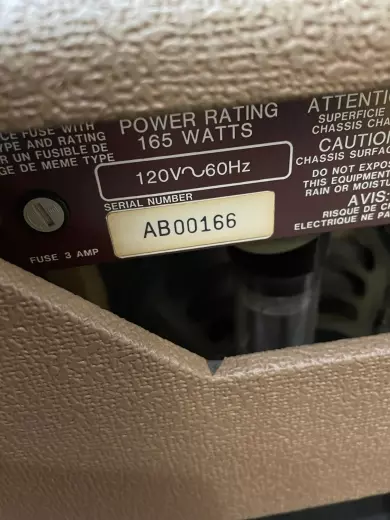 CE FUSE WITH
YPE AND RATING
R UN FUSIBLE DE
GE DE MEME TYPE
FUSE 3 AMP
POWER RATING
165 WATTS
120V∿60Hz
SERIAL NUMBER
AB00166
ATTENTI
SUPERFICIE
CHASSIS CHA
CAUTIO
CHASSIS SURFAC
DO NOT EXPOS
THIS EQUIPMENT
RAIN OR MOISTU
AVIS:
RISQUE DE C
ELECTRIQUE NE PA